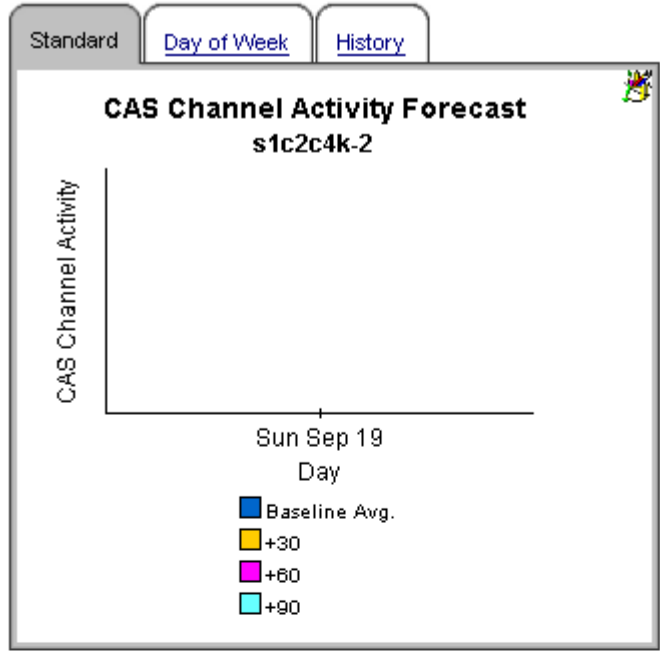 Standard
Day of Week
History
CAS Channel Activity Forecast
s1c2c4k-2
CAS Channel Activity
Sun Sep 19
Day
Baseline Avg.
+30
+60
+90